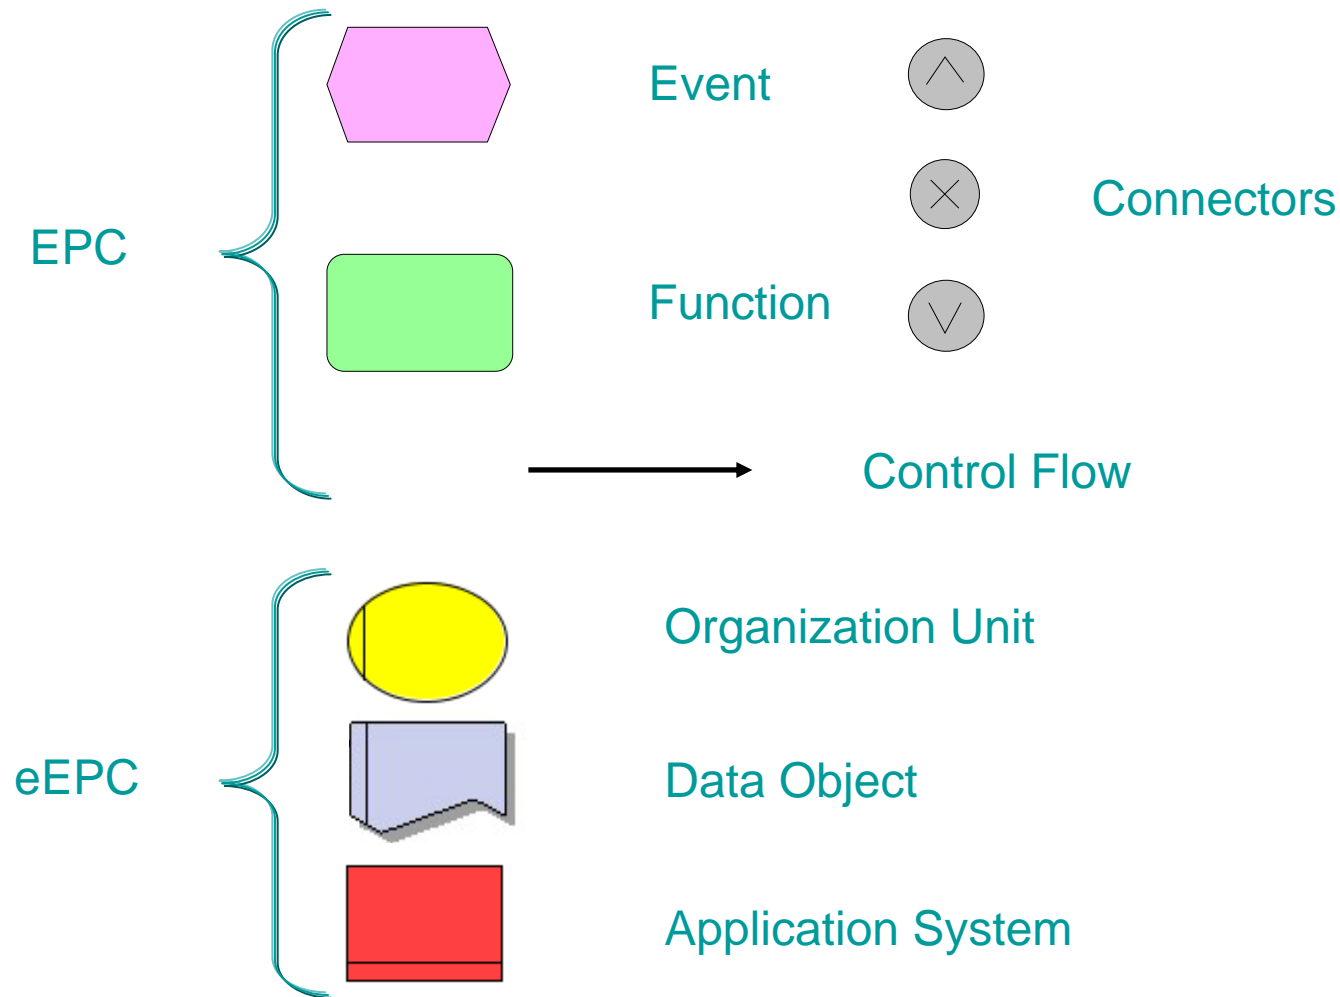 Event
Connectors
EPC
Function
Control Flow
Organization Unit
eEPC
Data Object
Application System